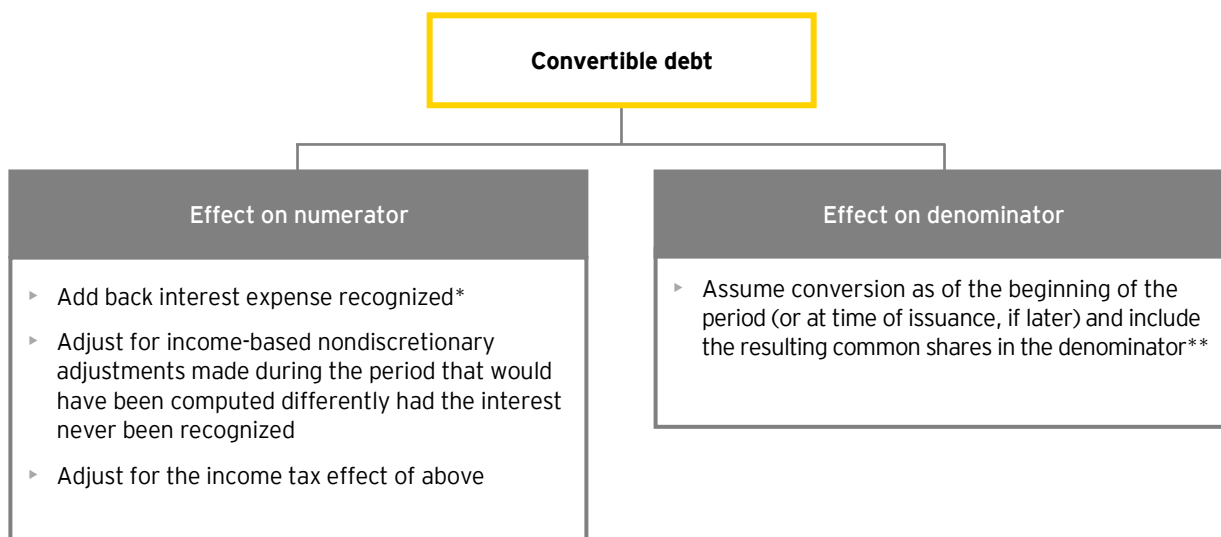 Convertible debt
Effect on numerator
▸ Add back interest expense recognized*
▸ Adjust for income-based nondiscretionary
adjustments made during the period that would
have been computed differently had the interest
never been recognized
▸ Adjust for the income tax effect of above
Effect on denominator
▸ Assume conversion as of the beginning of the
period (or at time of issuance, if later) and include
the resulting common shares in the denominator**